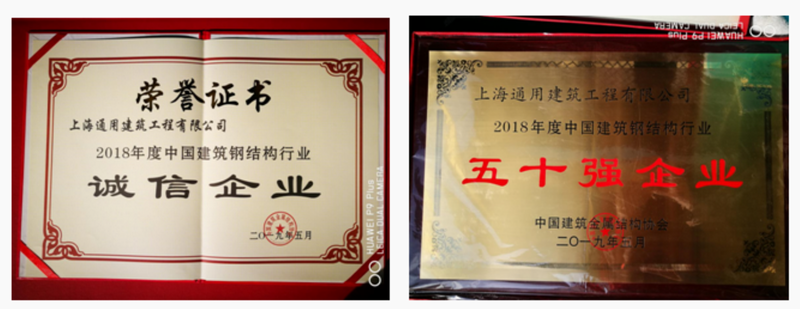 荣誉证书
上海通用建筑工程有限公司
2018年度中国建筑钢结构行业
诚信企业
二〇一九年五月
HUAWEI P9 Plus
LEICA DUAL CAMERA
上海通用建筑工程有限公司
2018年度中国建筑钢结构行业
五十强企业
中国建筑金属结构协会
二〇一九年五月
HUAWEI P9 Plus
LEICA DUAL CAMERA